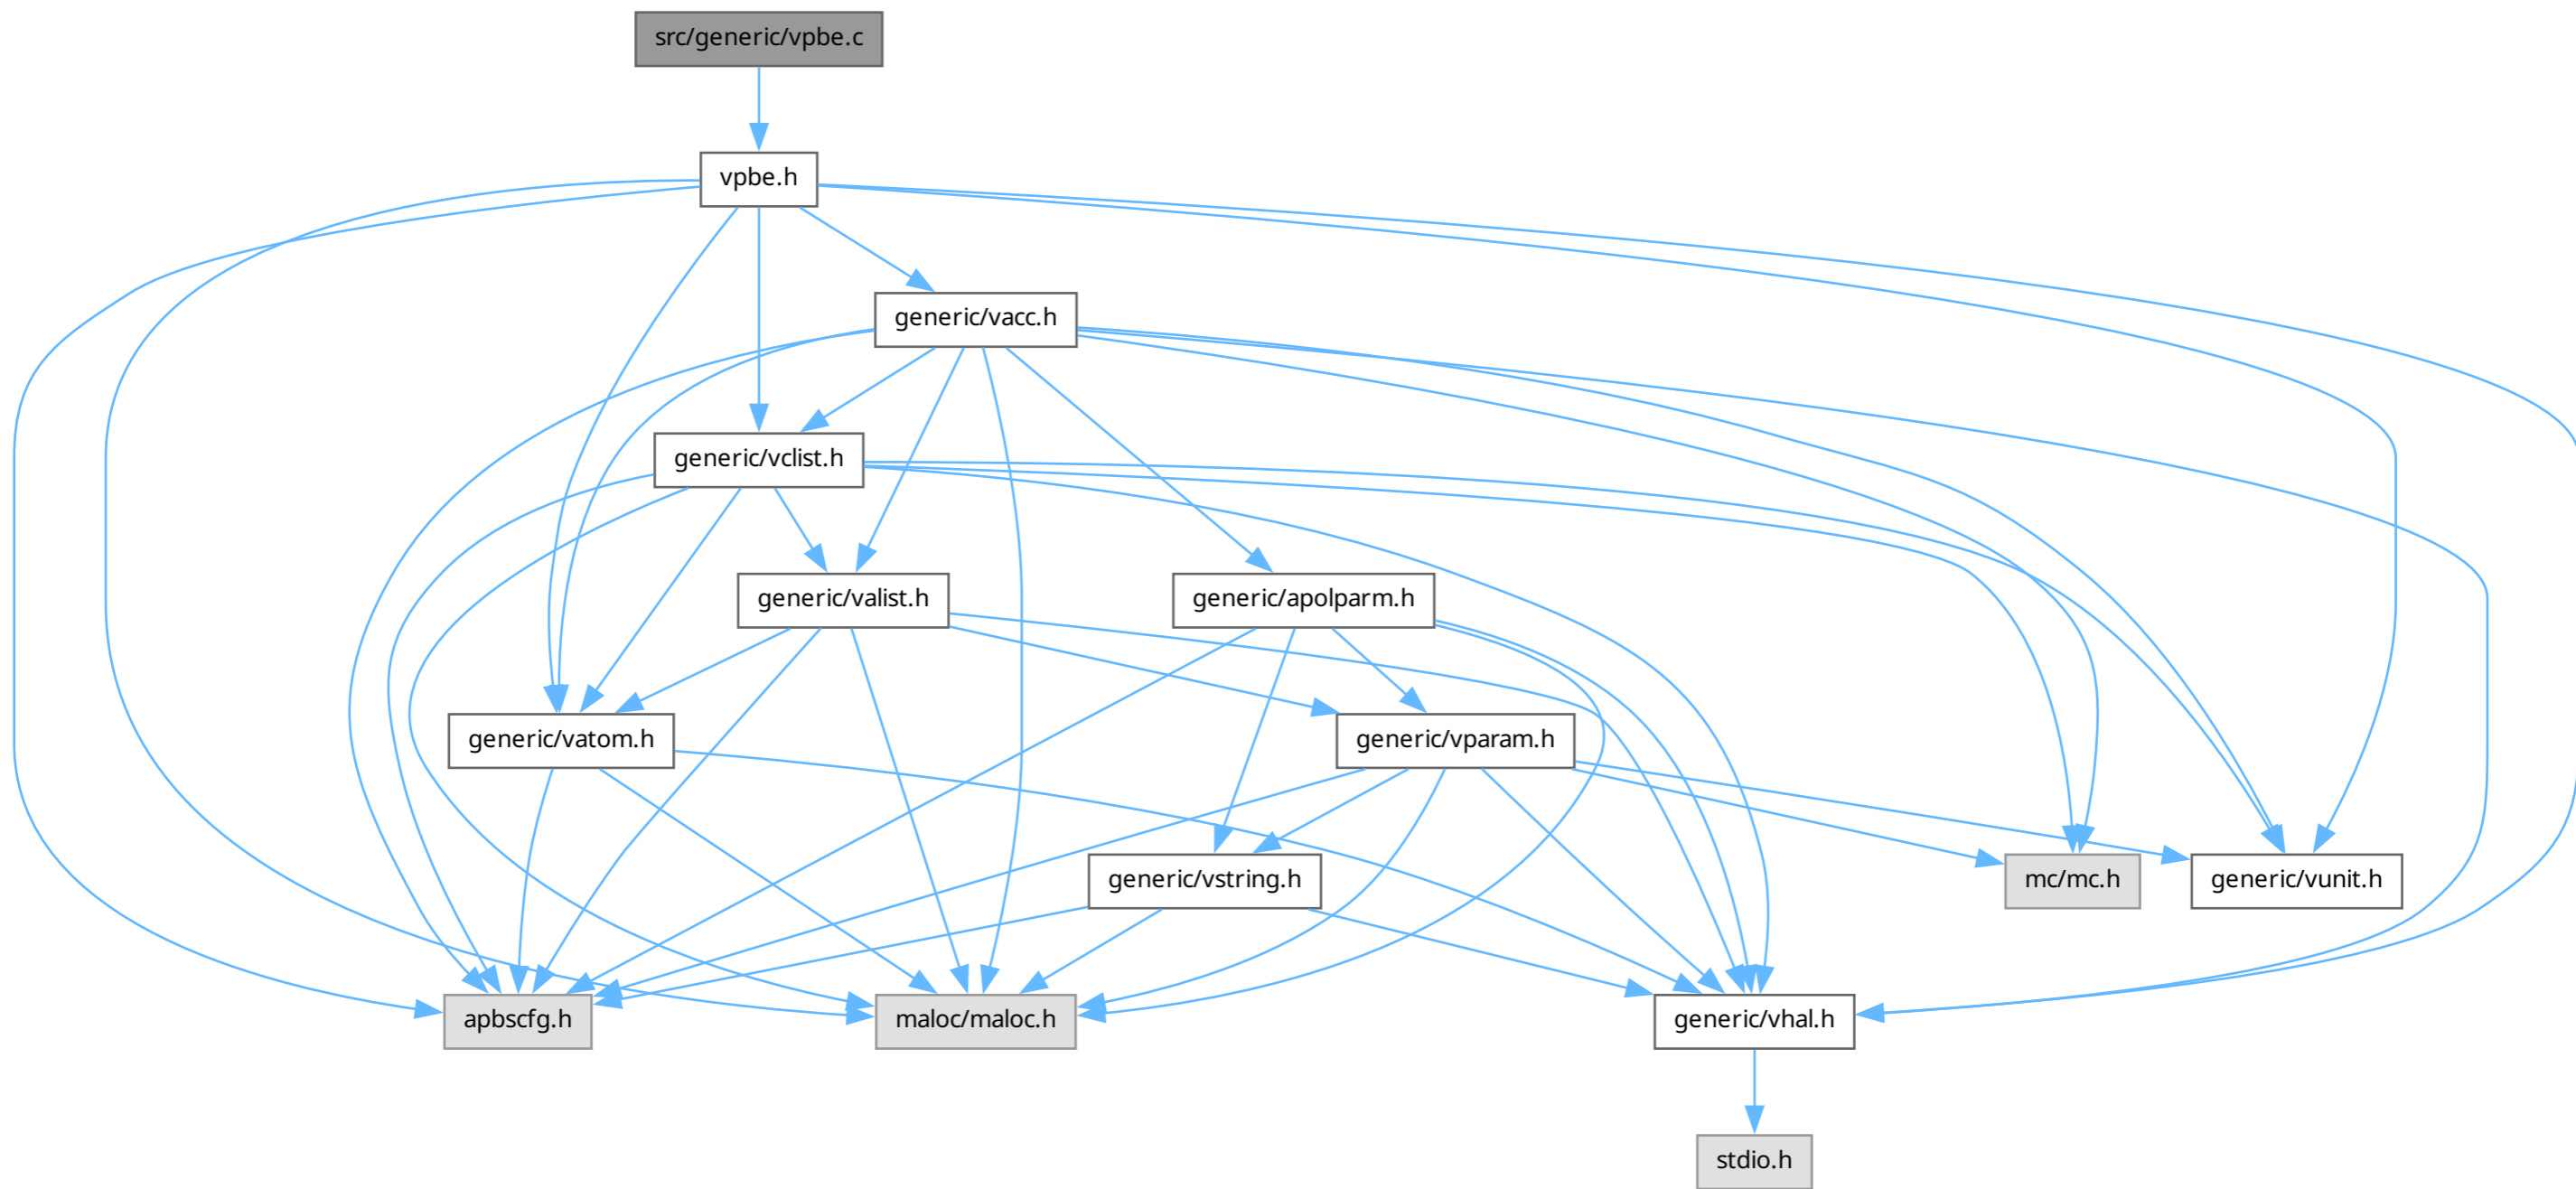 src/generic/vpbe.c
vpbe.h
generic/vacc.h
generic/vclist.h
generic/valist.h
generic/apolparm.h
generic/vatom.h
generic/vparam.h
generic/vstring.h
mc/mc.h
generic/vunit.h
apbscfg.h
maloc/maloc.h
generic/vhal.h
stdio.h